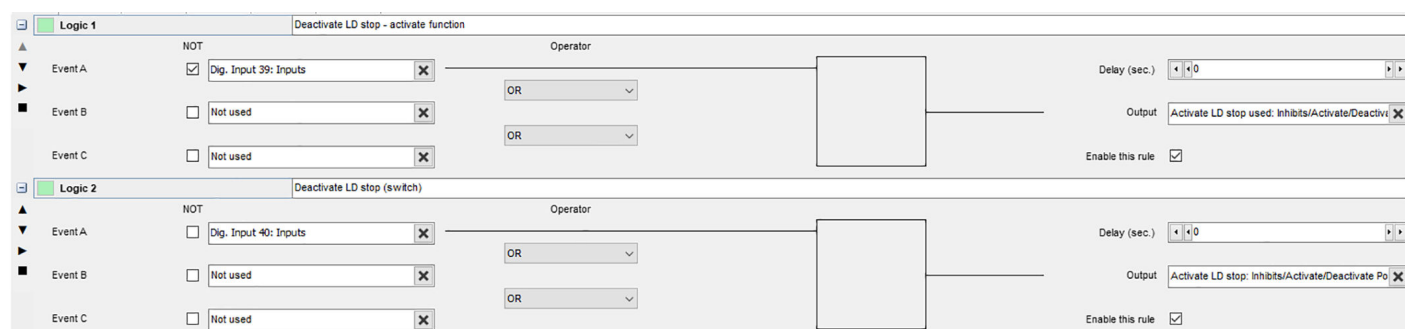 Logic 1 Deactivate LD stop - activate function
NOT Operator
Event A Dig. Input 39: Inputs Delay (sec.) 0
OR
Event B Not used Output Activate LD stop used: Inhibits/Activate/Deactiva
OR
Event C Not used Enable this rule
Logic 2 Deactivate LD stop (switch)
NOT Operator
Event A Dig. Input 40: Inputs Delay (sec.) 0
OR
Event B Not used Output Activate LD stop: Inhibits/Activate/Deactivate Po
OR
Event C Not used Enable this rule